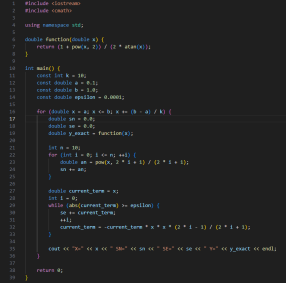 #include <iostream>
#include <cmath>
using namespace std;
double function(double x) {
return (1 + pow(x, 2)) / (2 * atan(x));
}
int main() {
const int k = 10;
const double a = 0.1;
const double b = 1.0;
const double epsilon = 0.0001;
for (double x = a; x <= b; x += (b - a) / k) {
double sn = 0.0;
double se = 0.0;
double y_exact = function(x);
int n = 10;
for (int i = 0; i <= n; ++i) {
double an = pow(x, 2 * i + 1) / (2 * i + 1);
sn += an;
}
double current_term = x;
int i = 0;
while (abs(current_term) >= epsilon) {
se += current_term;
++i;
current_term = -current_term * x * x * (2 * i - 1) / (2 * i + 1);
}
cout << "X=" << x << " SN=" << sn << " SE=" << se << " Y=" << y_exact << endl;
}
return 0;
}